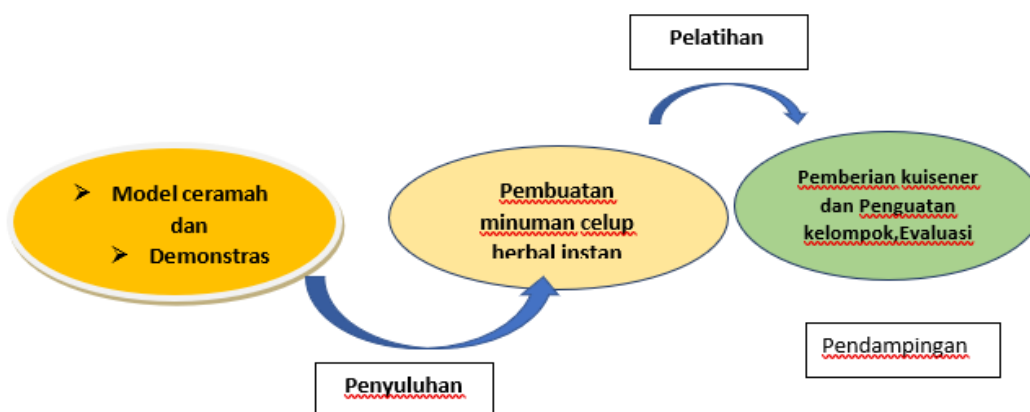 Pelatihan
➤ Model ceramah
dan
➤ Demonstras
Pembuatan
minuman celup
herbal instan
Pemberian kuisener
dan Penguatan
kelompok,Evaluasi
Pendampingan
Penyuluhan